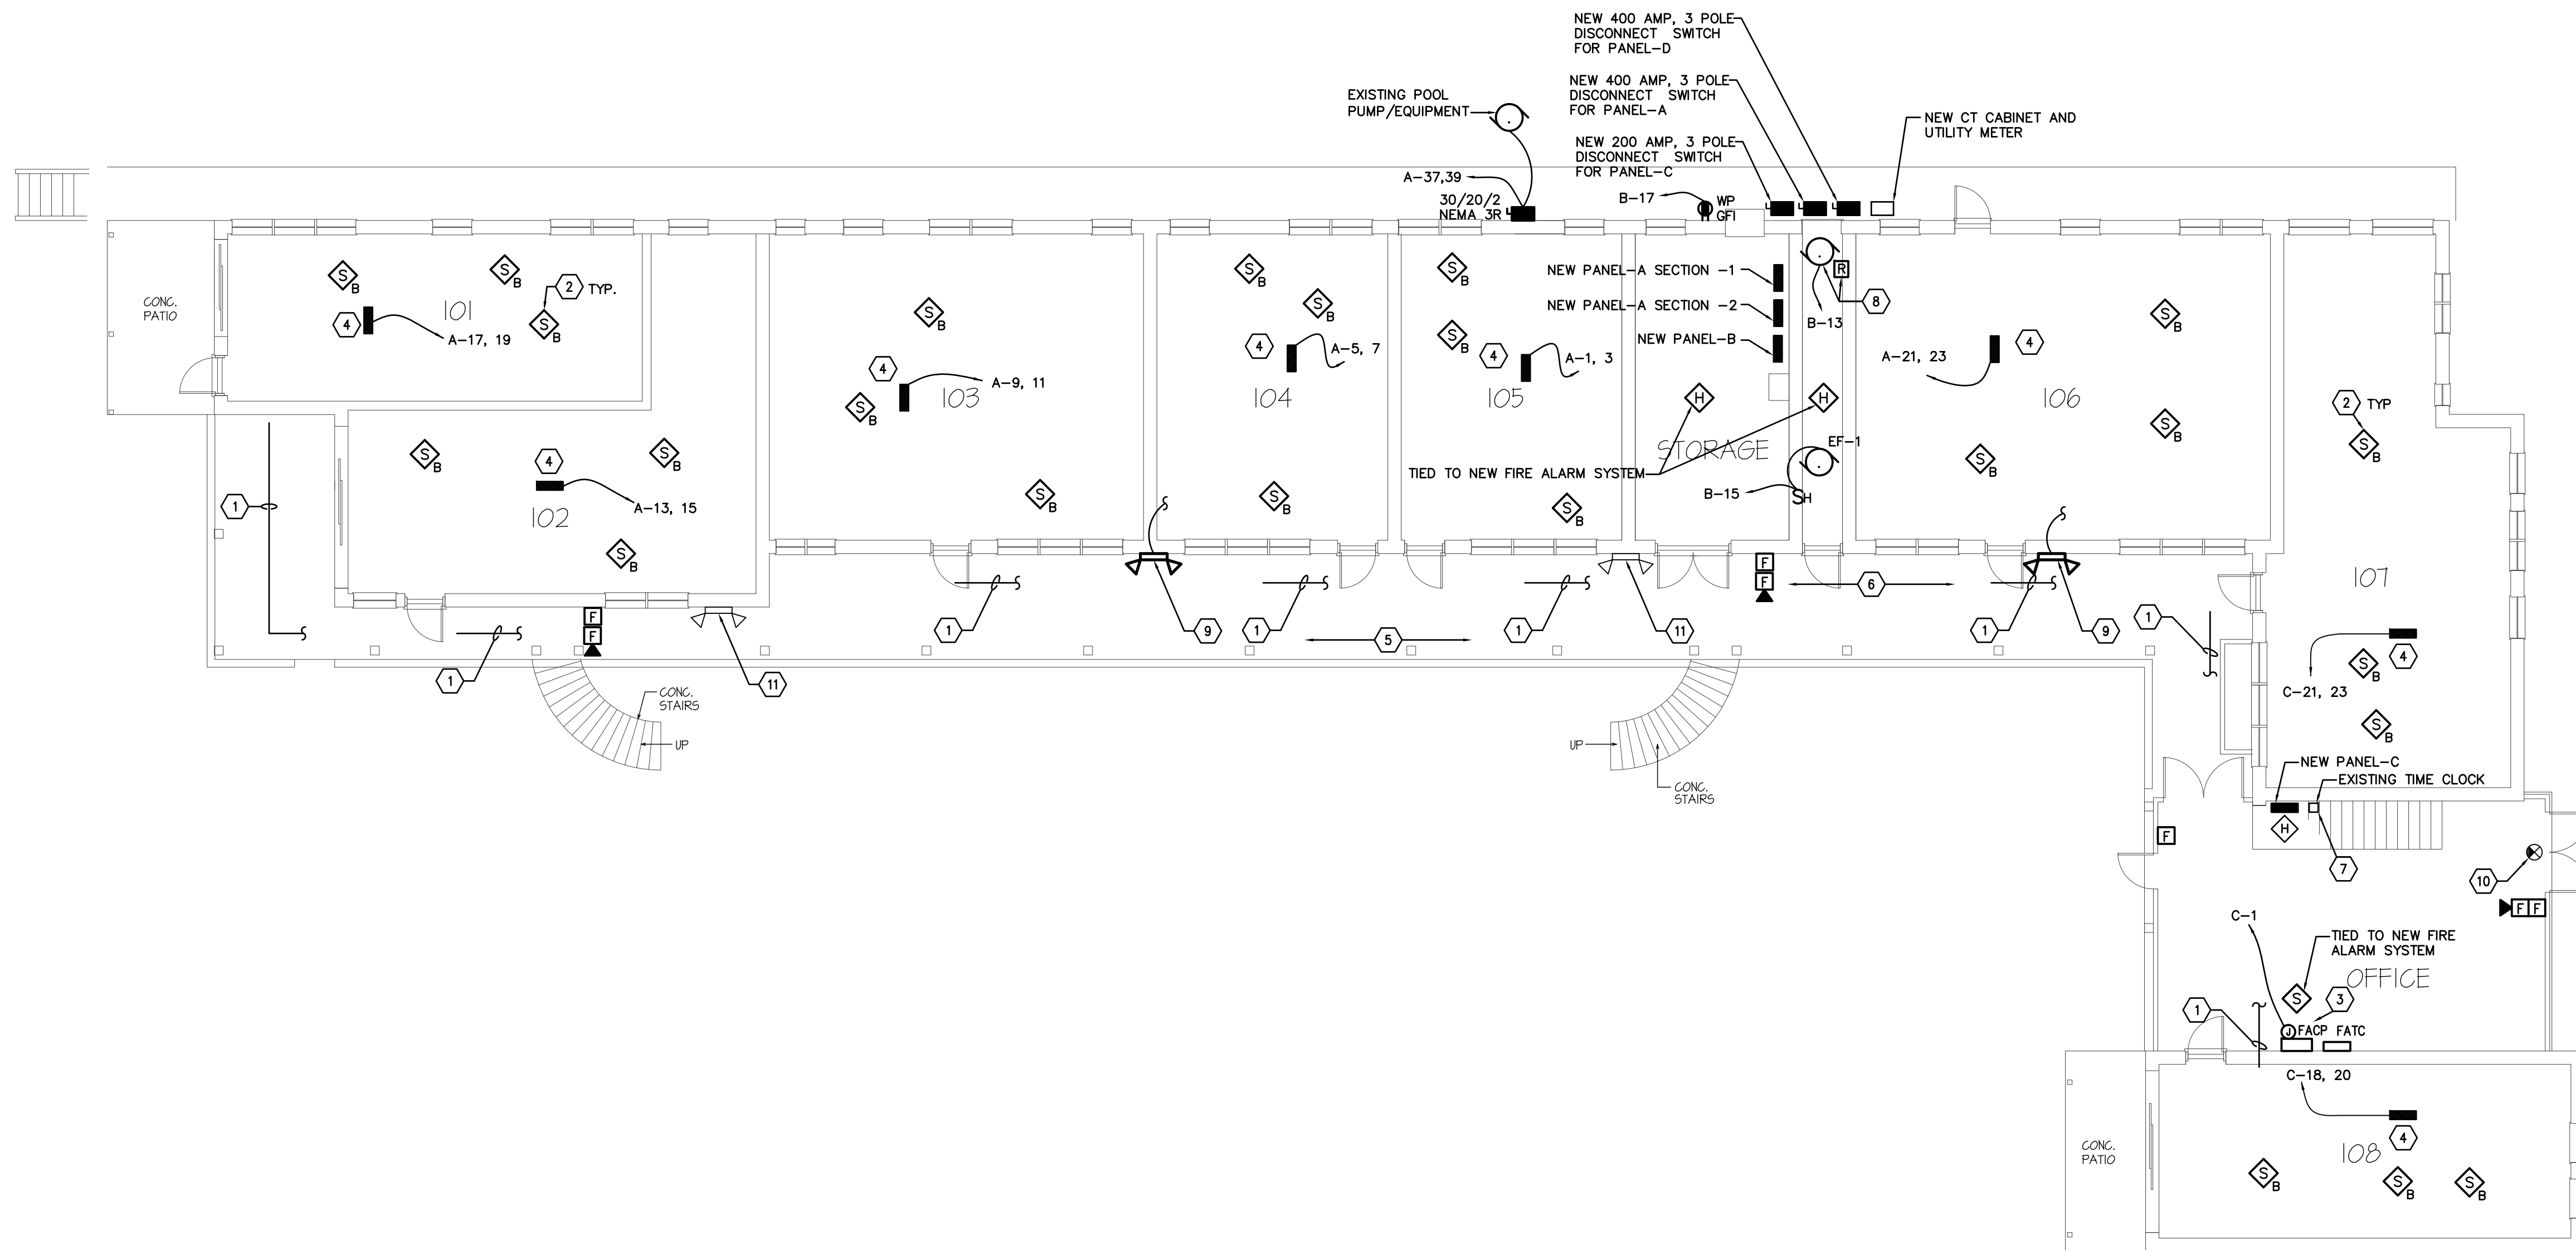 NEW 400 AMP, 3 POLE
DISCONNECT SWITCH
FOR PANEL-D
NEW 400 AMP, 3 POLE
DISCONNECT SWITCH
FOR PANEL-A
NEW 200 AMP, 3 POLE
DISCONNECT SWITCH
FOR PANEL-C
EXISTING POOL
PUMP/EQUIPMENT
NEW CT CABINET AND
UTILITY METER
A-37,39
30/20/2
NEMA 3R
B-17
WP
GFI
CONC.
PATIO
S B
S B
2 TYP.
S B
101
4
A-17, 19
S B
S B
4
A-13, 15
102
S B
S B
4
A-9, 11
S B
103
S B
S B
S B
4
A-5, 7
104
S B
S B
S B
4
A-1, 3
105
S B
NEW PANEL-A SECTION -1
NEW PANEL-A SECTION -2
NEW PANEL-B
R
8
B-13
H
H
STORAGE
TIED TO NEW FIRE ALARM SYSTEM
EF-1
B-15
SH
S B
4
A-21, 23
106
S B
S B
2 TYP
S B
107
4
S B
C-21, 23
S B
1
1
F
F
11
1
9
1
5
1
11
F
F
6
1
9
1
CONC.
STAIRS
UP
UP
CONC.
STAIRS
NEW PANEL-C
EXISTING TIME CLOCK
H
F
7
10
F F
C-1
TIED TO NEW FIRE
ALARM SYSTEM
OFFICE
S
3
1
J FACP FATC
C-18, 20
4
108
CONC.
PATIO
S B
S B
S B